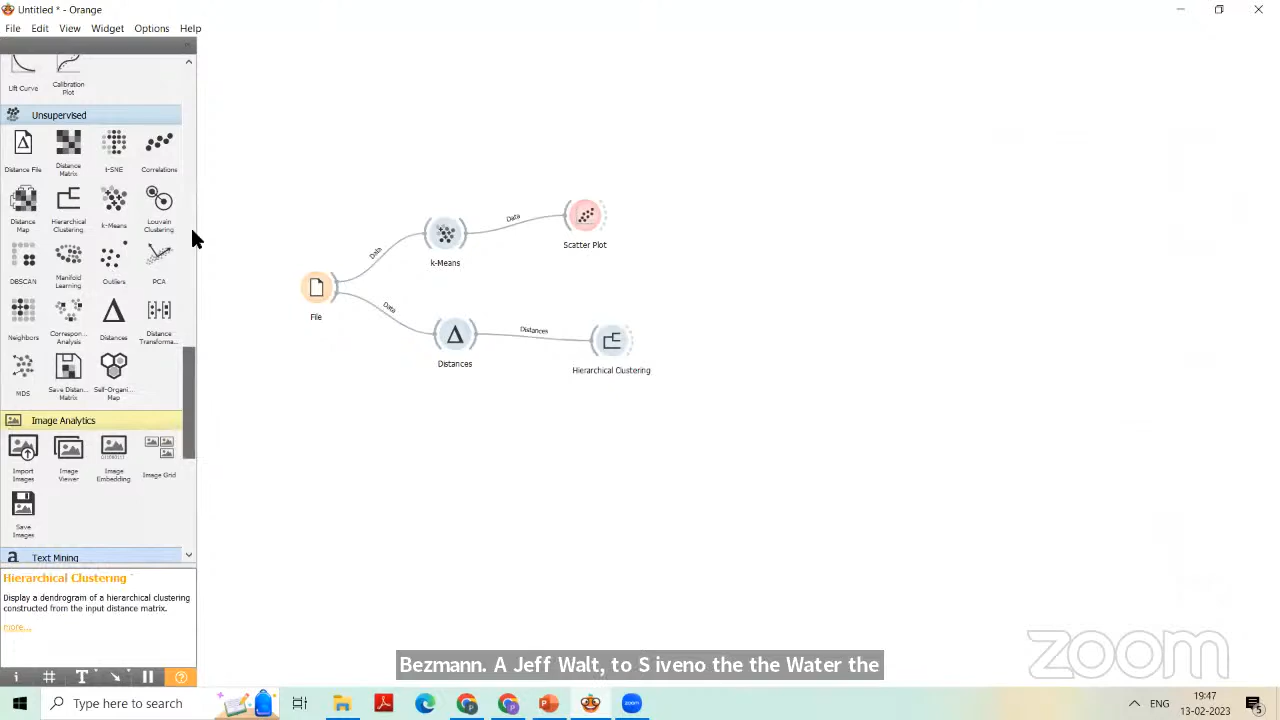 Untitled * - Orange
File Edit View Widget Options Help
Lift Curve
Calibration
Plot
Unsupervised
Distance File
Distance
Matrix
t-SNE
Correlations
Distance
Map
Hierarchical
Clustering
k-Means
Louvain
Clustering
DBSCAN
Manifold
Learning
Outliers
PCA
Neighbors
Correspon...
Analysis
Distances
Distance
Transforma...
MDS
Save Distan...
Matrix
Self-Organi...
Map
Image Analytics
Import
Images
Image
Viewer
Image
Embedding
Image Grid
Save
Images
a Text Mining
Hierarchical Clustering
Display a dendrogram of a hierarchical clustering
constructed from the input distance matrix.
more...
File
Data
k-Means
Data
Scatter Plot
Data
Distances
Distances
Hierarchical Clustering
Bezmann. A Jeff Walt, to S iveno the the Water the
zoom
Type here to search
zoom
ENG
19:47
13-02-2023
5